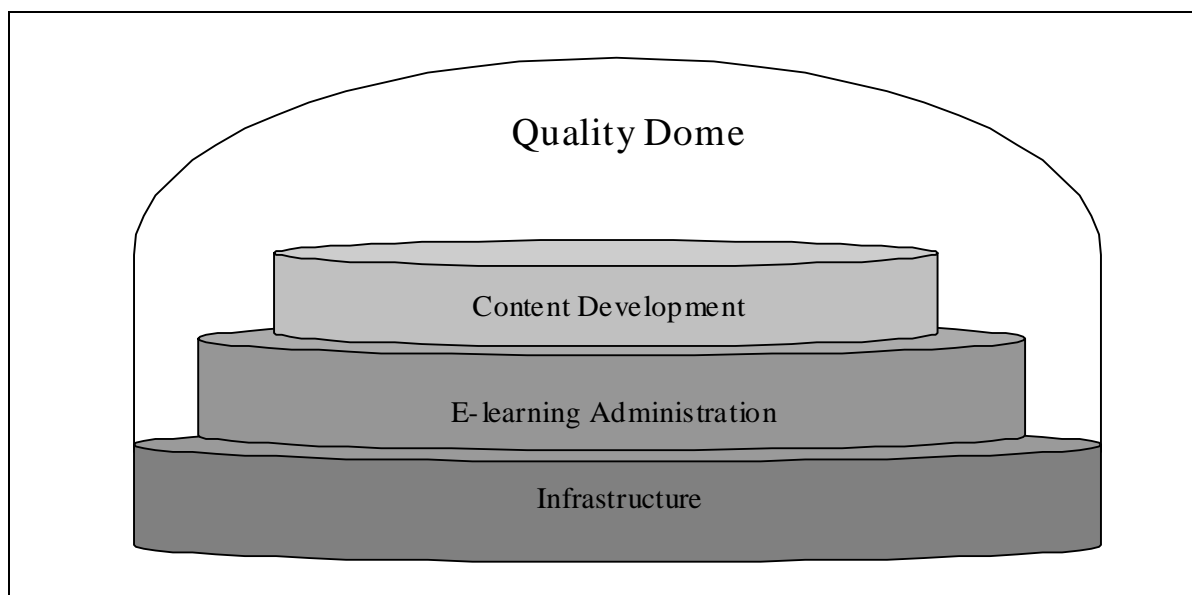 Quality Dome
Content Development
E-learning Administration
Infrastructure